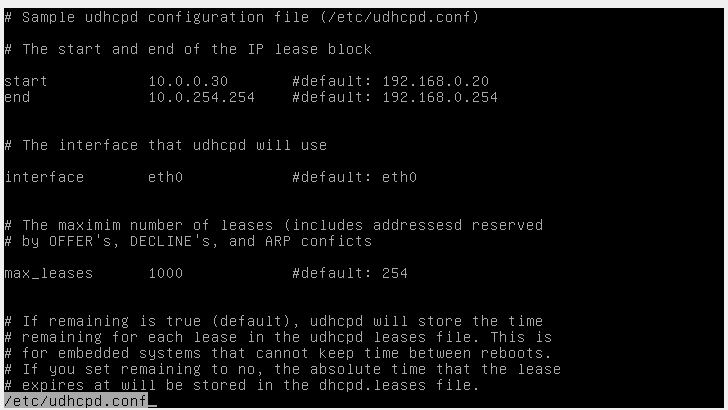 # Sample udhcpd configuration file (/etc/udhcpd.conf)
# The start and end of the IP lease block
start 10.0.0.30 #default: 192.168.0.20
end 10.0.254.254 #default: 192.168.0.254
# The interface that udhcpd will use
interface eth0 #default: eth0
# The maximim number of leases (includes addressesd reserved
# by OFFER's, DECLINE's, and ARP conficts
max_leases 1000 #default: 254
# If remaining is true (default), udhcpd will store the time
# remaining for each lease in the udhcpd leases file. This is
# for embedded systems that cannot keep time between reboots.
# If you set remaining to no, the absolute time that the lease
# expires at will be stored in the dhcpd.leases file.
/etc/udhcpd.conf